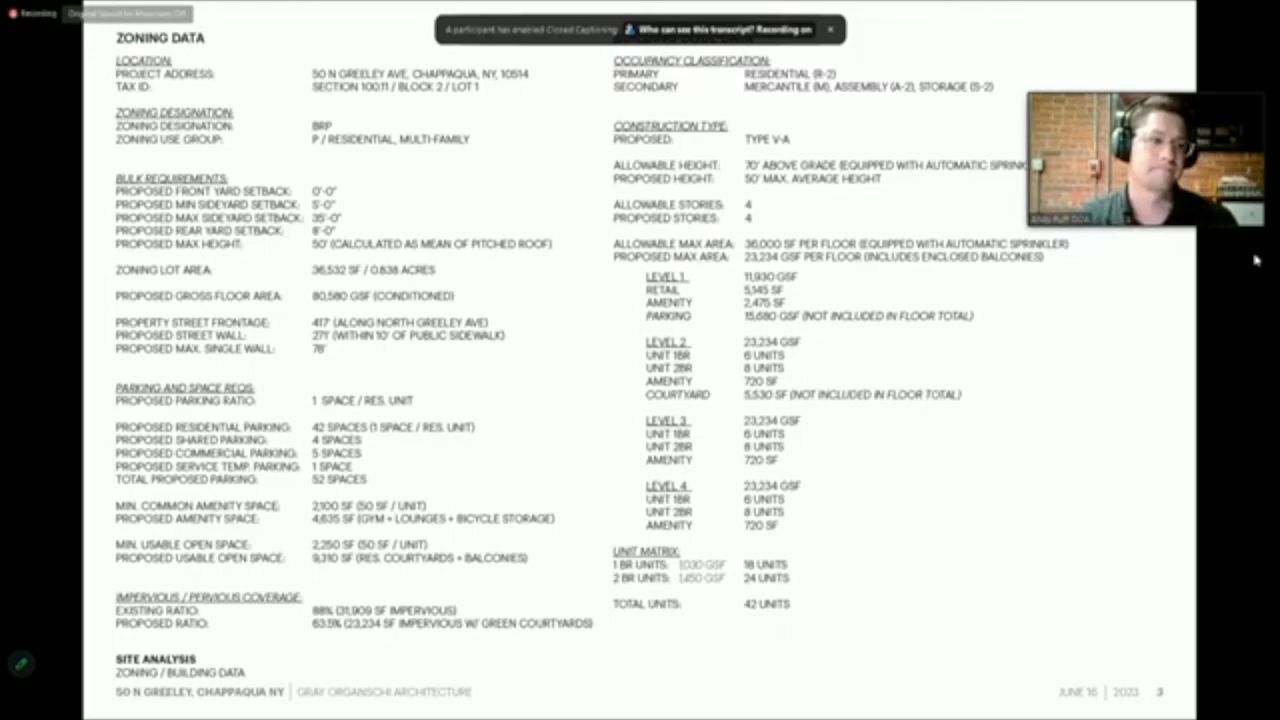 Recording
Original Sound for Musicians: Off
A participant has enabled Closed Captioning Who can see this transcript? Recording on ×
ZONING DATA
LOCATION:
PROJECT ADDRESS: 50 N GREELEY AVE, CHAPPAQUA, NY, 10514
TAX ID: SECTION 100.11 / BLOCK 2 / LOT 1
ZONING DESIGNATION:
ZONING DESIGNATION: BRP
ZONING USE GROUP: P / RESIDENTIAL, MULTI-FAMILY
BULK REQUIREMENTS:
PROPOSED FRONT YARD SETBACK: 0'-0"
PROPOSED MIN SIDEYARD SETBACK: 5'-0"
PROPOSED MAX SIDEYARD SETBACK: 35'-0"
PROPOSED REAR YARD SETBACK: 8'-0"
PROPOSED MAX HEIGHT: 50' (CALCULATED AS MEAN OF PITCHED ROOF)
ZONING LOT AREA: 36,532 SF / 0.838 ACRES
PROPOSED GROSS FLOOR AREA: 80,580 GSF (CONDITIONED)
PROPERTY STREET FRONTAGE: 417' (ALONG NORTH GREELEY AVE)
PROPOSED STREET WALL: 271' (WITHIN 10' OF PUBLIC SIDEWALK)
PROPOSED MAX. SINGLE WALL: 78'
PARKING AND SPACE REQS:
PROPOSED PARKING RATIO: 1 SPACE / RES. UNIT
PROPOSED RESIDENTIAL PARKING: 42 SPACES (1 SPACE / RES. UNIT)
PROPOSED SHARED PARKING: 4 SPACES
PROPOSED COMMERCIAL PARKING: 5 SPACES
PROPOSED SERVICE TEMP. PARKING: 1 SPACE
TOTAL PROPOSED PARKING: 52 SPACES
MIN. COMMON AMENITY SPACE: 2,100 SF (50 SF / UNIT)
PROPOSED AMENITY SPACE: 4,635 SF (GYM + LOUNGES + BICYCLE STORAGE)
MIN. USABLE OPEN SPACE: 2,250 SF (50 SF / UNIT)
PROPOSED USABLE OPEN SPACE: 9,310 SF (RES. COURTYARDS + BALCONIES)
IMPERVIOUS / PERVIOUS COVERAGE:
EXISTING RATIO: 88% (31,909 SF IMPERVIOUS)
PROPOSED RATIO: 63.5% (23,234 SF IMPERVIOUS W/ GREEN COURTYARDS)
OCCUPANCY CLASSIFICATION:
PRIMARY RESIDENTIAL (R-2)
SECONDARY MERCANTILE (M), ASSEMBLY (A-2), STORAGE (S-2)
CONSTRUCTION TYPE:
PROPOSED: TYPE V-A
ALLOWABLE HEIGHT: 70' ABOVE GRADE (EQUIPPED WITH AUTOMATIC SPRINK
PROPOSED HEIGHT: 50' MAX. AVERAGE HEIGHT
ALLOWABLE STORIES: 4
PROPOSED STORIES: 4
ALLOWABLE MAX AREA: 36,000 SF PER FLOOR (EQUIPPED WITH AUTOMATIC SPRINKLER)
PROPOSED MAX AREA: 23,234 GSF PER FLOOR (INCLUDES ENCLOSED BALCONIES)
LEVEL 1 11,930 GSF
RETAIL 5,145 SF
AMENITY 2,475 SF
PARKING 15,680 GSF (NOT INCLUDED IN FLOOR TOTAL)
LEVEL 2 23,234 GSF
UNIT 1BR 6 UNITS
UNIT 2BR 8 UNITS
AMENITY 720 SF
COURTYARD 5,530 SF (NOT INCLUDED IN FLOOR TOTAL)
LEVEL 3 23,234 GSF
UNIT 1BR 6 UNITS
UNIT 2BR 8 UNITS
AMENITY 720 SF
LEVEL 4 23,234 GSF
UNIT 1BR 6 UNITS
UNIT 2BR 8 UNITS
AMENITY 720 SF
UNIT MATRIX:
1 BR UNITS: 1,030 GSF 18 UNITS
2 BR UNITS: 1,450 GSF 24 UNITS
TOTAL UNITS: 42 UNITS
SITE ANALYSIS
ZONING / BUILDING DATA
50 N GREELEY, CHAPPAQUA NY | GRAY ORGANSCHI ARCHITECTURE
JUNE 16 | 2023 3